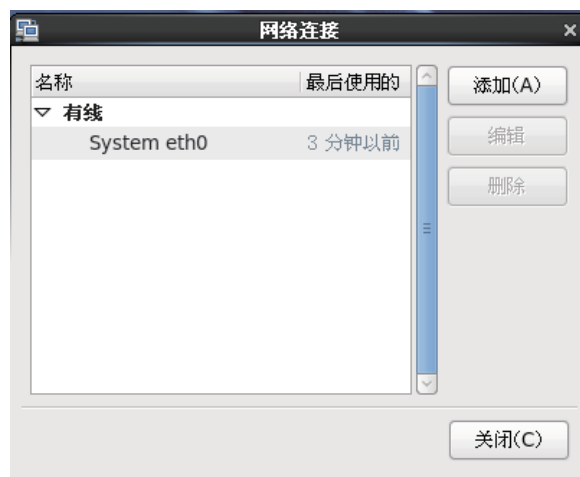 网络连接
名称 最后使用的
有线
System eth0 3 分钟以前
添加(A)
编辑
删除
关闭(C)